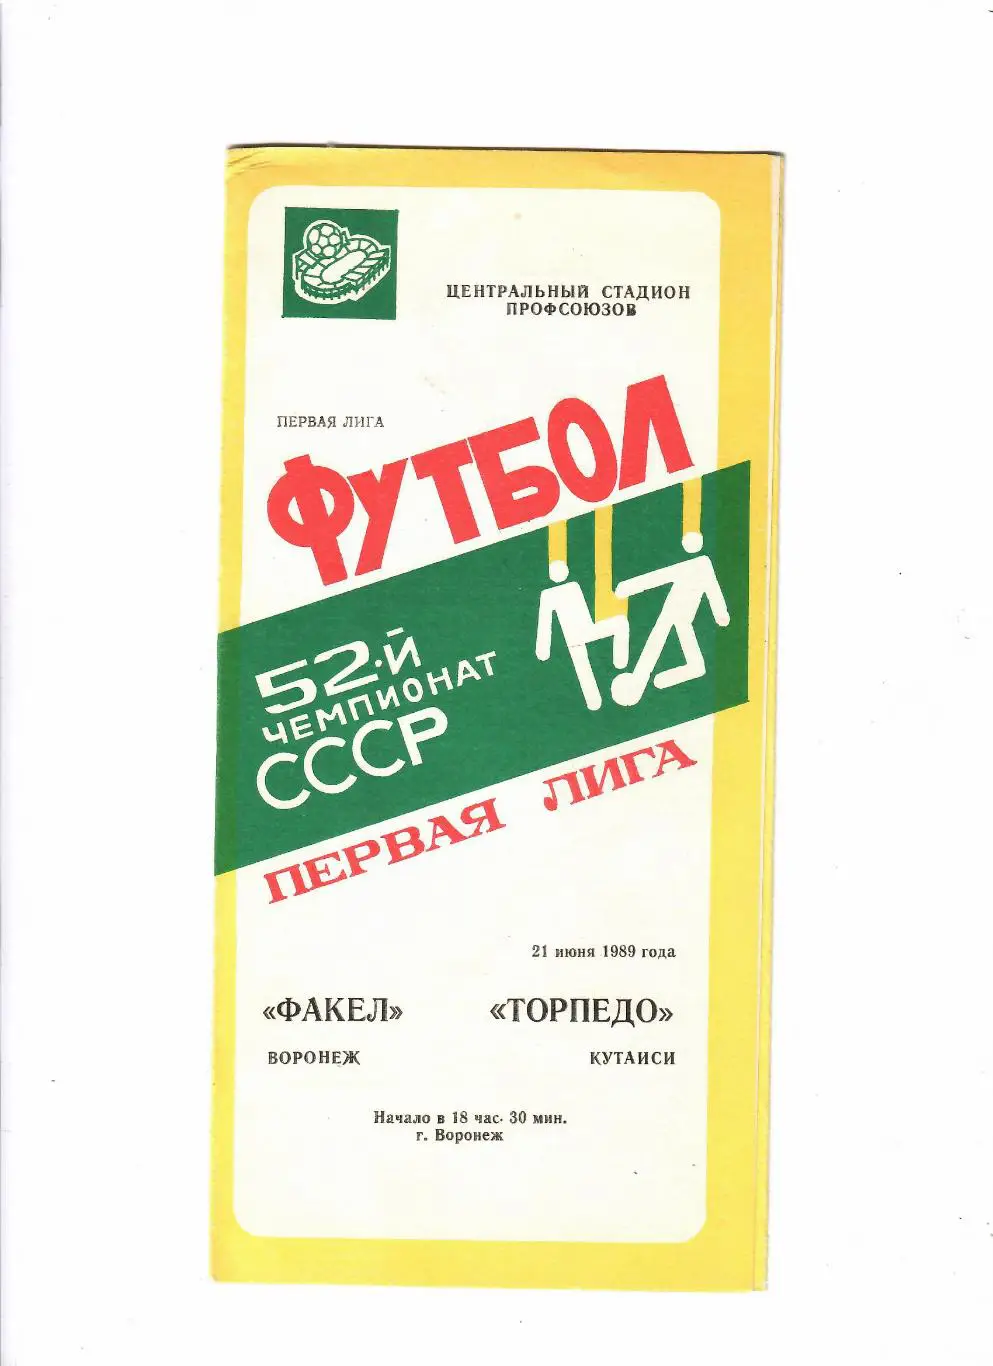 ЦЕНТРАЛЬНЫЙ СТАДИОН
ПРОФСОЮЗОВ
ПЕРВАЯ ЛИГА
ФУТБОЛ
52-Й
ЧЕМПИОНАТ
СССР
ПЕРВАЯ ЛИГА
21 июня 1989 года
«ФАКЕЛ» «ТОРПЕДО»
ВОРОНЕЖ КУТАИСИ
Начало в 18 час. 30 мин.
г. Воронеж